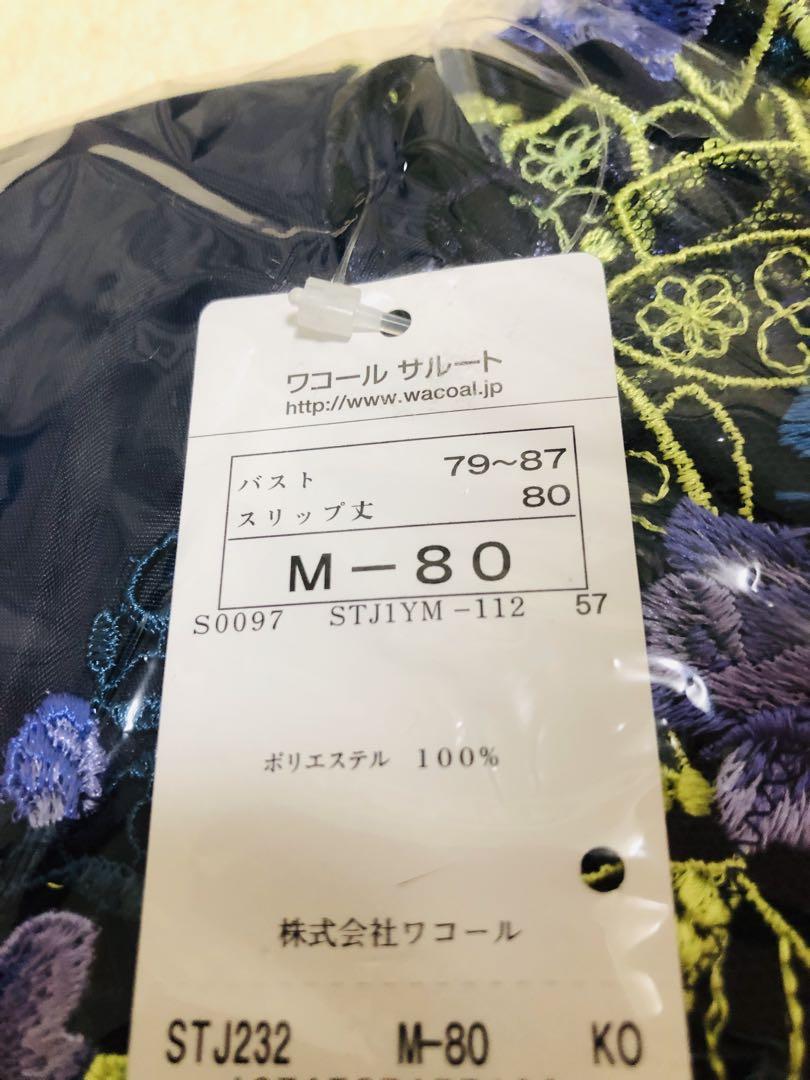 ワコール サルート
http://www.wacoal.jp
バスト 79~87
スリップ丈 80
M-80
S0097 STJ1YM-112 57
ポリエステル 100%
株式会社ワコール
STJ232 M-80 KO